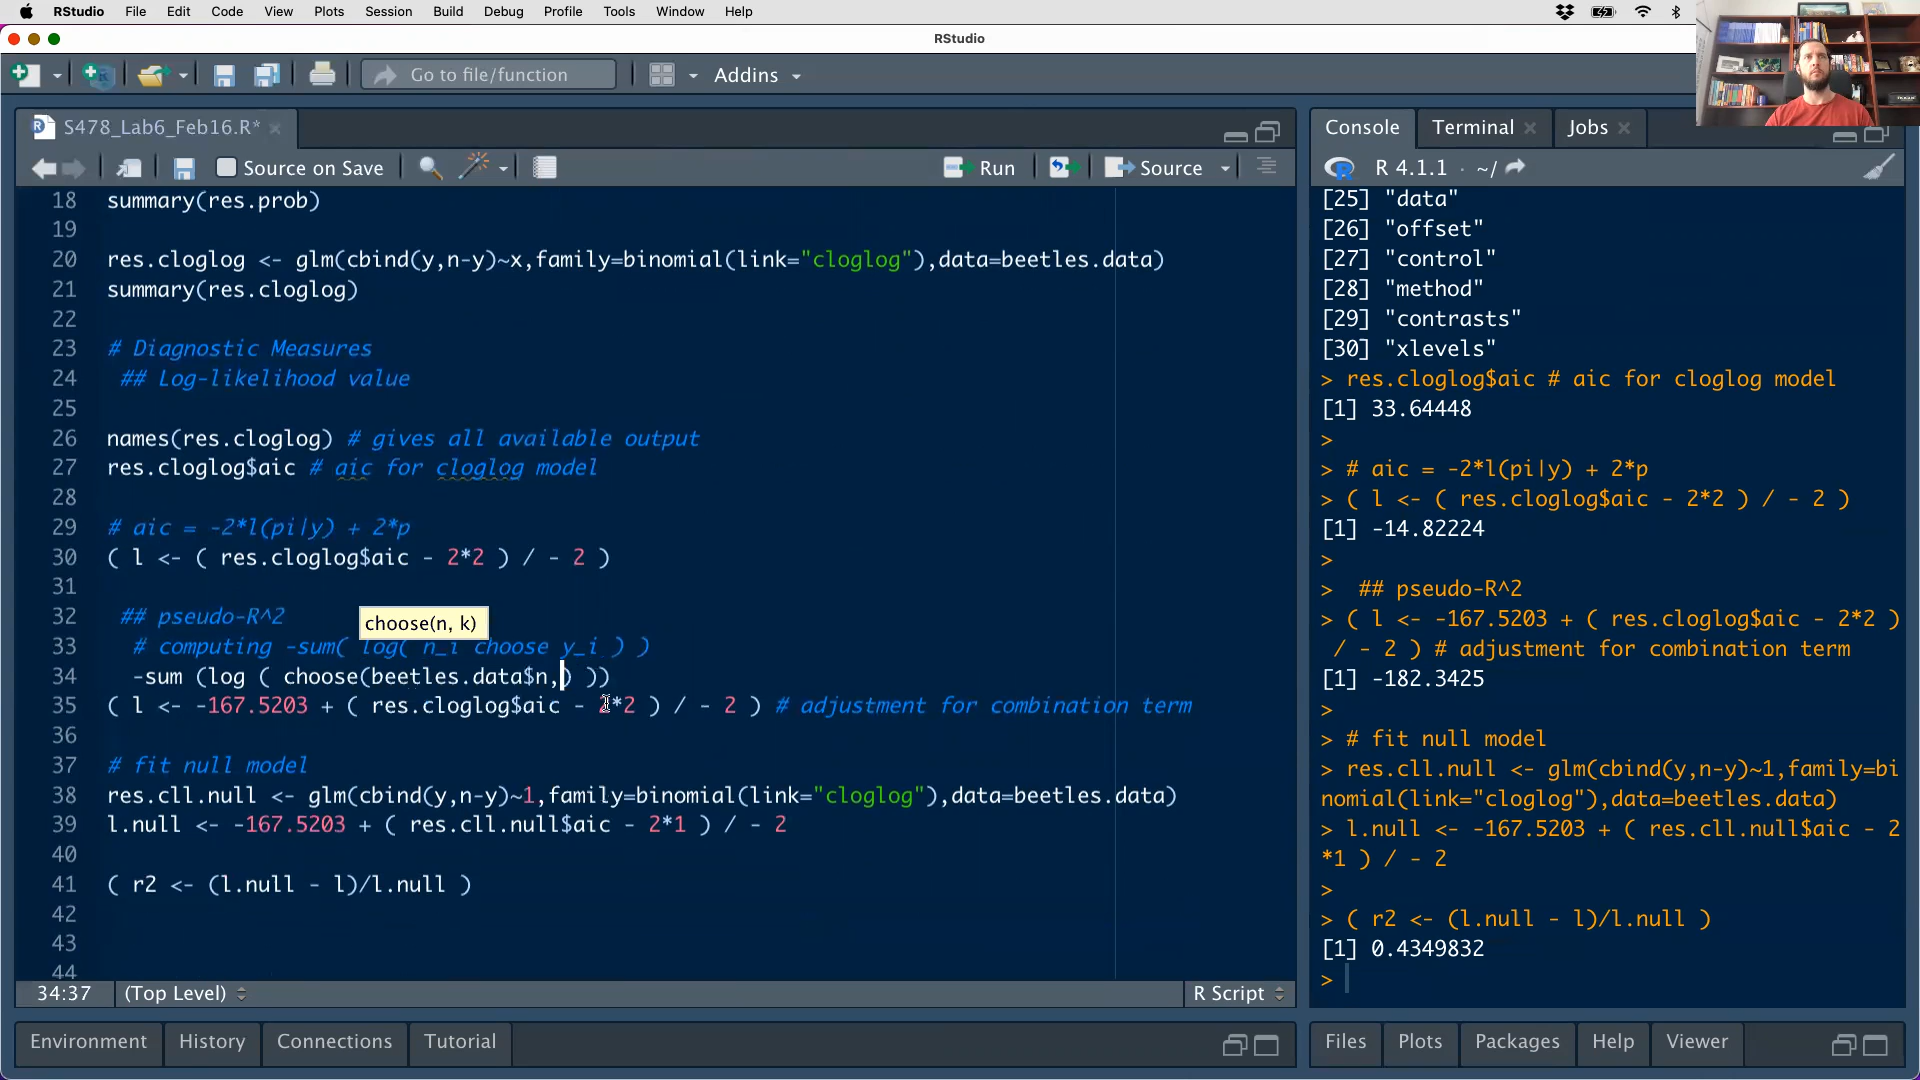 RStudio File Edit Code View Plots Session Build Debug Profile Tools Window Help
RStudio
Go to file/function Addins
S478_Lab6_Feb16.R*
Source on Save Run Source
18 summary(res.prob)
19
20 res.cloglog <- glm(cbind(y,n-y)~x,family=binomial(link="cloglog"),data=beetles.data)
21 summary(res.cloglog)
22
23 # Diagnostic Measures
24 ## Log-likelihood value
25
26 names(res.cloglog) # gives all available output
27 res.cloglog$aic # aic for cloglog model
28
29 # aic = -2*l(pi|y) + 2*p
30 ( l <- ( res.cloglog$aic - 2*2 ) / - 2 )
31
32 ## pseudo-R^2
choose(n, k)
33 # computing -sum( log( n_i choose y_i ) )
34 -sum (log ( choose(beetles.data$n,) ))
35 ( l <- -167.5203 + ( res.cloglog$aic - 2*2 ) / - 2 ) # adjustment for combination term
36
37 # fit null model
38 res.cll.null <- glm(cbind(y,n-y)~1,family=binomial(link="cloglog"),data=beetles.data)
39 l.null <- -167.5203 + ( res.cll.null$aic - 2*1 ) / - 2
40
41 ( r2 <- (l.null - l)/l.null )
42
43
44
34:37 (Top Level) R Script
Environment History Connections Tutorial
Console Terminal Jobs
R 4.1.1 · ~/
[25] "data"
[26] "offset"
[27] "control"
[28] "method"
[29] "contrasts"
[30] "xlevels"
> res.cloglog$aic # aic for cloglog model
[1] 33.64448
>
> # aic = -2*l(pi|y) + 2*p
> ( l <- ( res.cloglog$aic - 2*2 ) / - 2 )
[1] -14.82224
>
> ## pseudo-R^2
> ( l <- -167.5203 + ( res.cloglog$aic - 2*2 )
/ - 2 ) # adjustment for combination term
[1] -182.3425
>
> # fit null model
> res.cll.null <- glm(cbind(y,n-y)~1,family=bi
nomial(link="cloglog"),data=beetles.data)
> l.null <- -167.5203 + ( res.cll.null$aic - 2
*1 ) / - 2
>
> ( r2 <- (l.null - l)/l.null )
[1] 0.4349832
>
Files Plots Packages Help Viewer